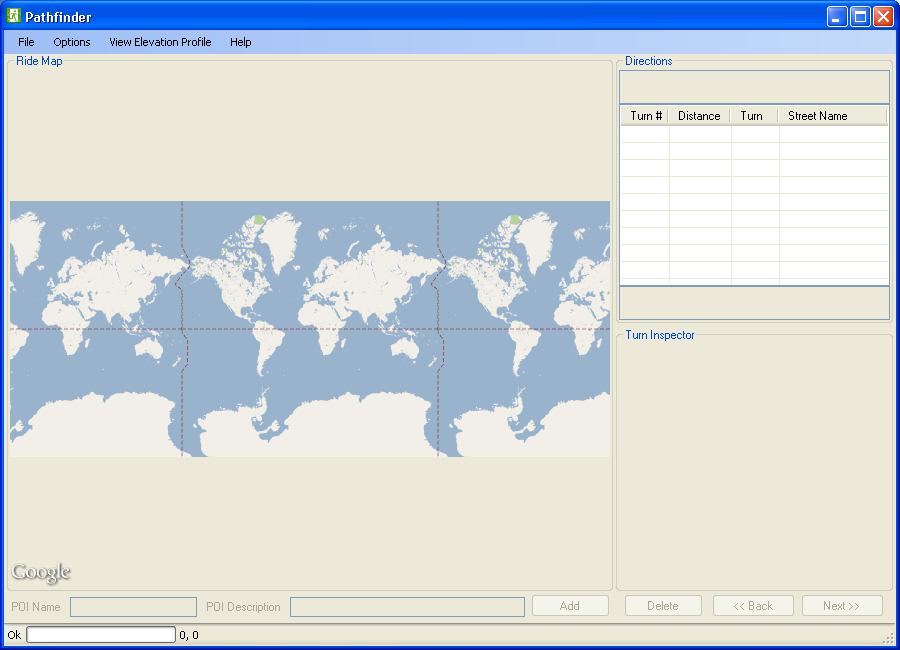 Pathfinder
File Options View Elevation Profile Help
Ride Map
Directions
Turn # Distance Turn Street Name
Turn Inspector
Google
POI Name POI Description Add Delete << Back Next >>
Ok 0, 0